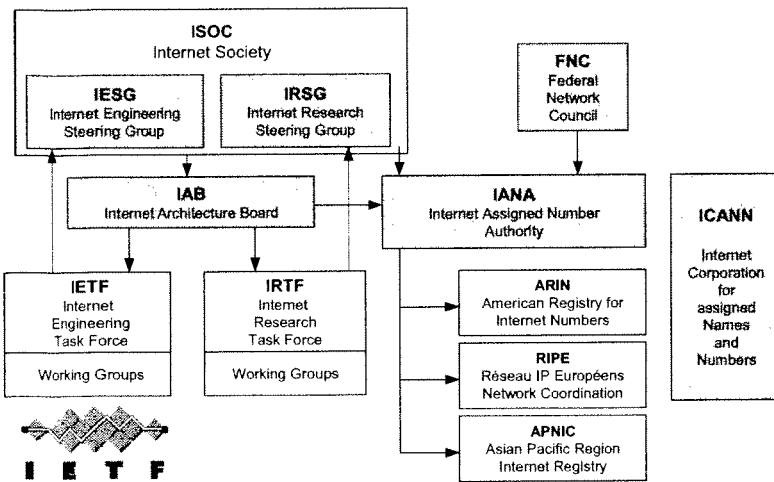 ISOC
Internet Society
IESG
Internet Engineering
Steering Group
IRSG
Internet Research
Steering Group
FNC
Federal
Network
Council
IAB
Internet Architecture Board
IANA
Internet Assigned Number
Authority
ICANN
Internet
Corporation
for
assigned
Names
and
Numbers
IETF
Internet
Engineering
Task Force
Working Groups
IRTF
Internet
Research
Task Force
Working Groups
ARIN
American Registry for
Internet Numbers
RIPE
Réseau IP Européens
Network Coordination
APNIC
Asian Pacific Region
Internet Registry
I E T F